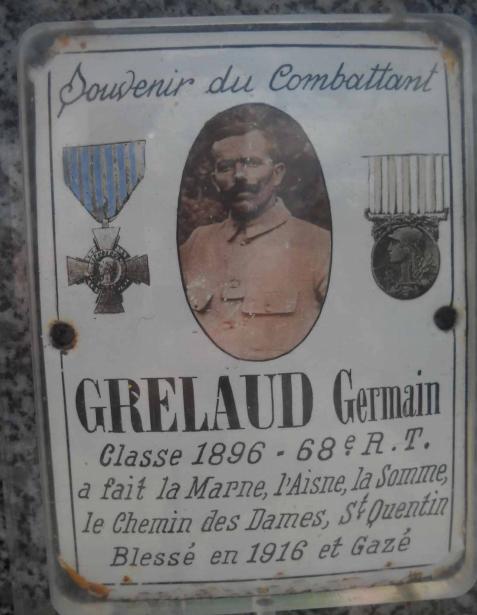 Souvenir du Combattant
GRELAUD Germain
Classe 1896 - 68e R.T.
a fait la Marne, l'Aisne, la Somme,
le Chemin des Dames, St Quentin
Blessé en 1916 et Gazé